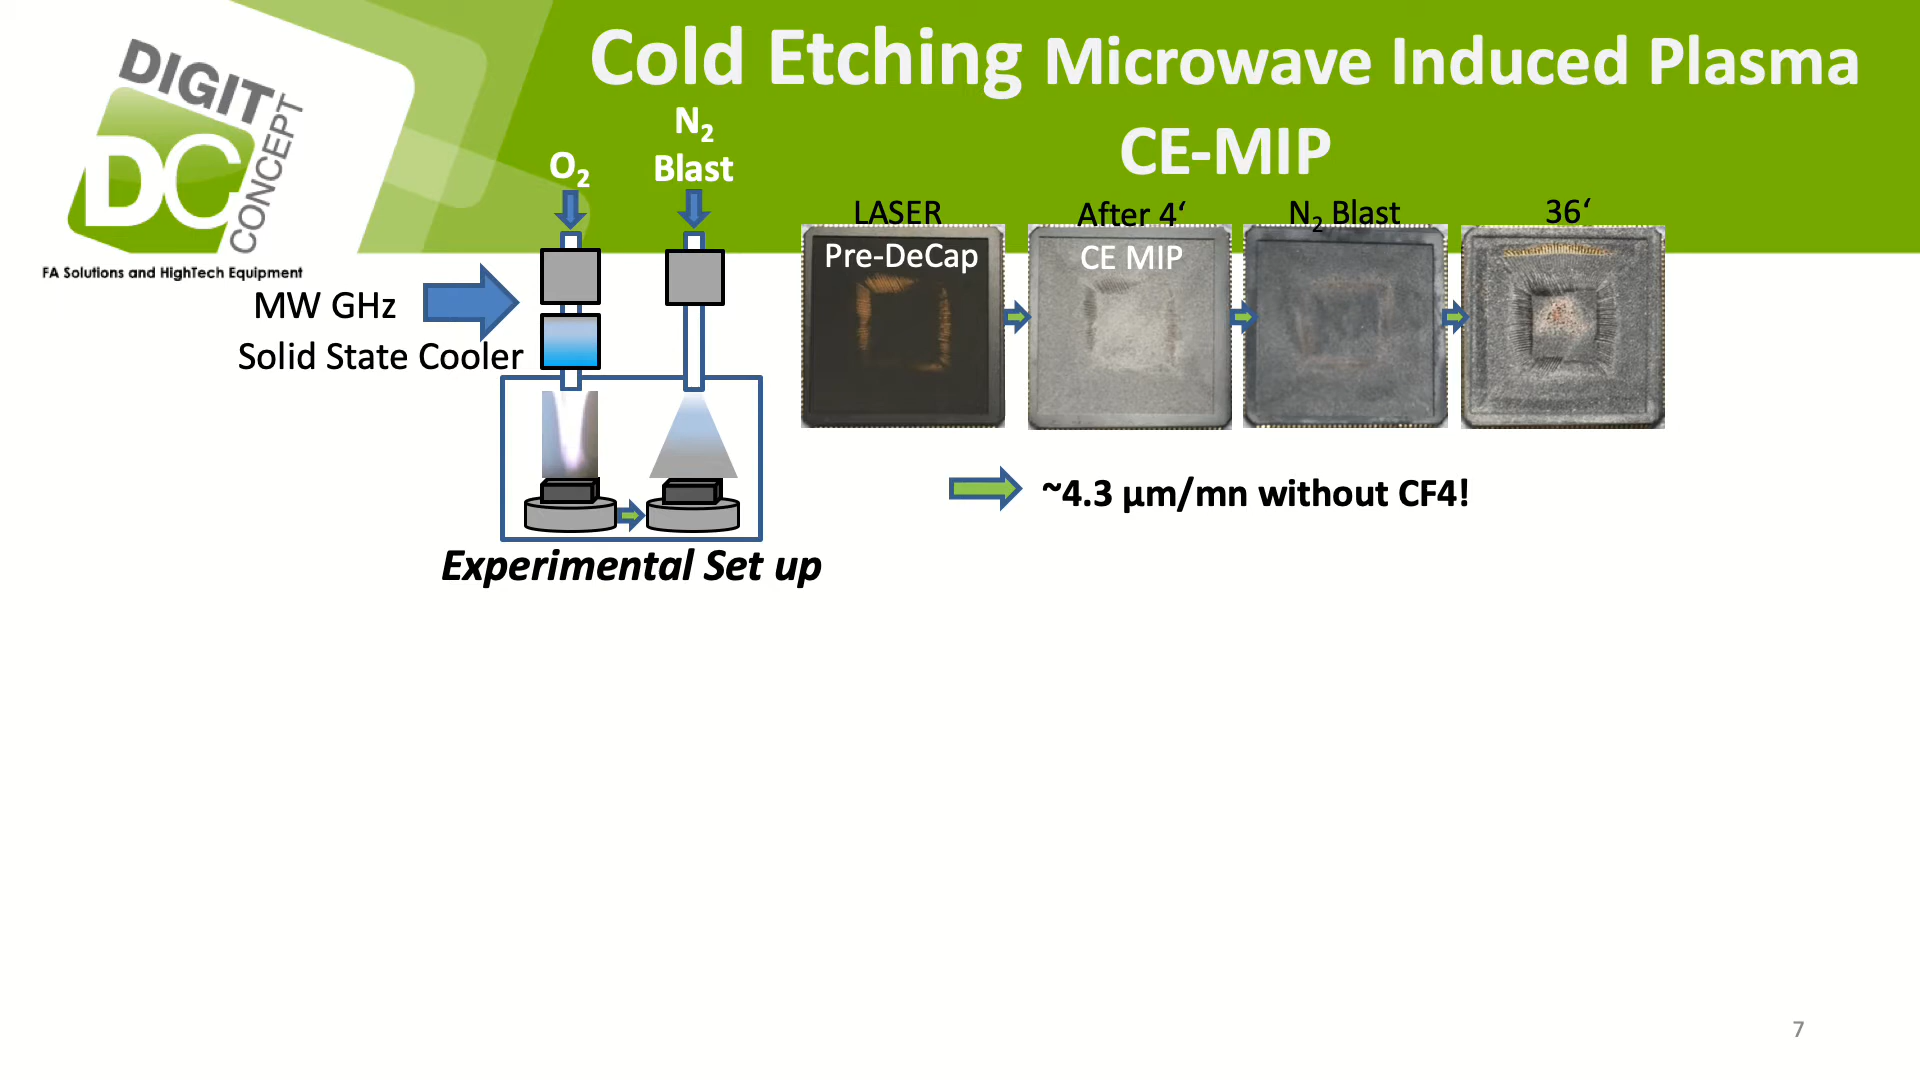 DIGIT
CONCEPT
DC
FA Solutions and HighTech Equipment
Cold Etching Microwave Induced Plasma
CE-MIP
O₂
N₂
Blast
MW GHz
Solid State Cooler
Experimental Set up
LASER
Pre-DeCap
After 4‘
CE MIP
N₂ Blast
36‘
~4.3 µm/mn without CF4!
7